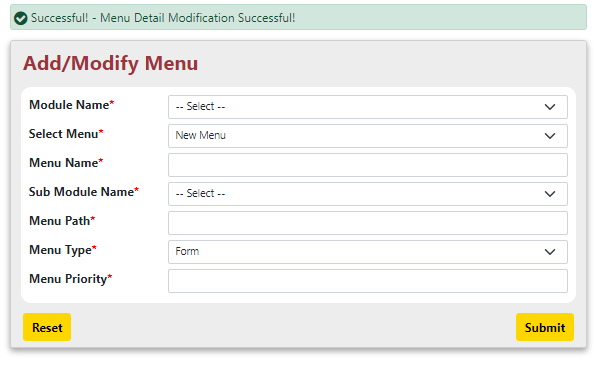 Successful! - Menu Detail Modification Successful!
Add/Modify Menu
Module Name* -- Select --
Select Menu* New Menu
Menu Name*
Sub Module Name* -- Select --
Menu Path*
Menu Type* Form
Menu Priority*
Reset Submit